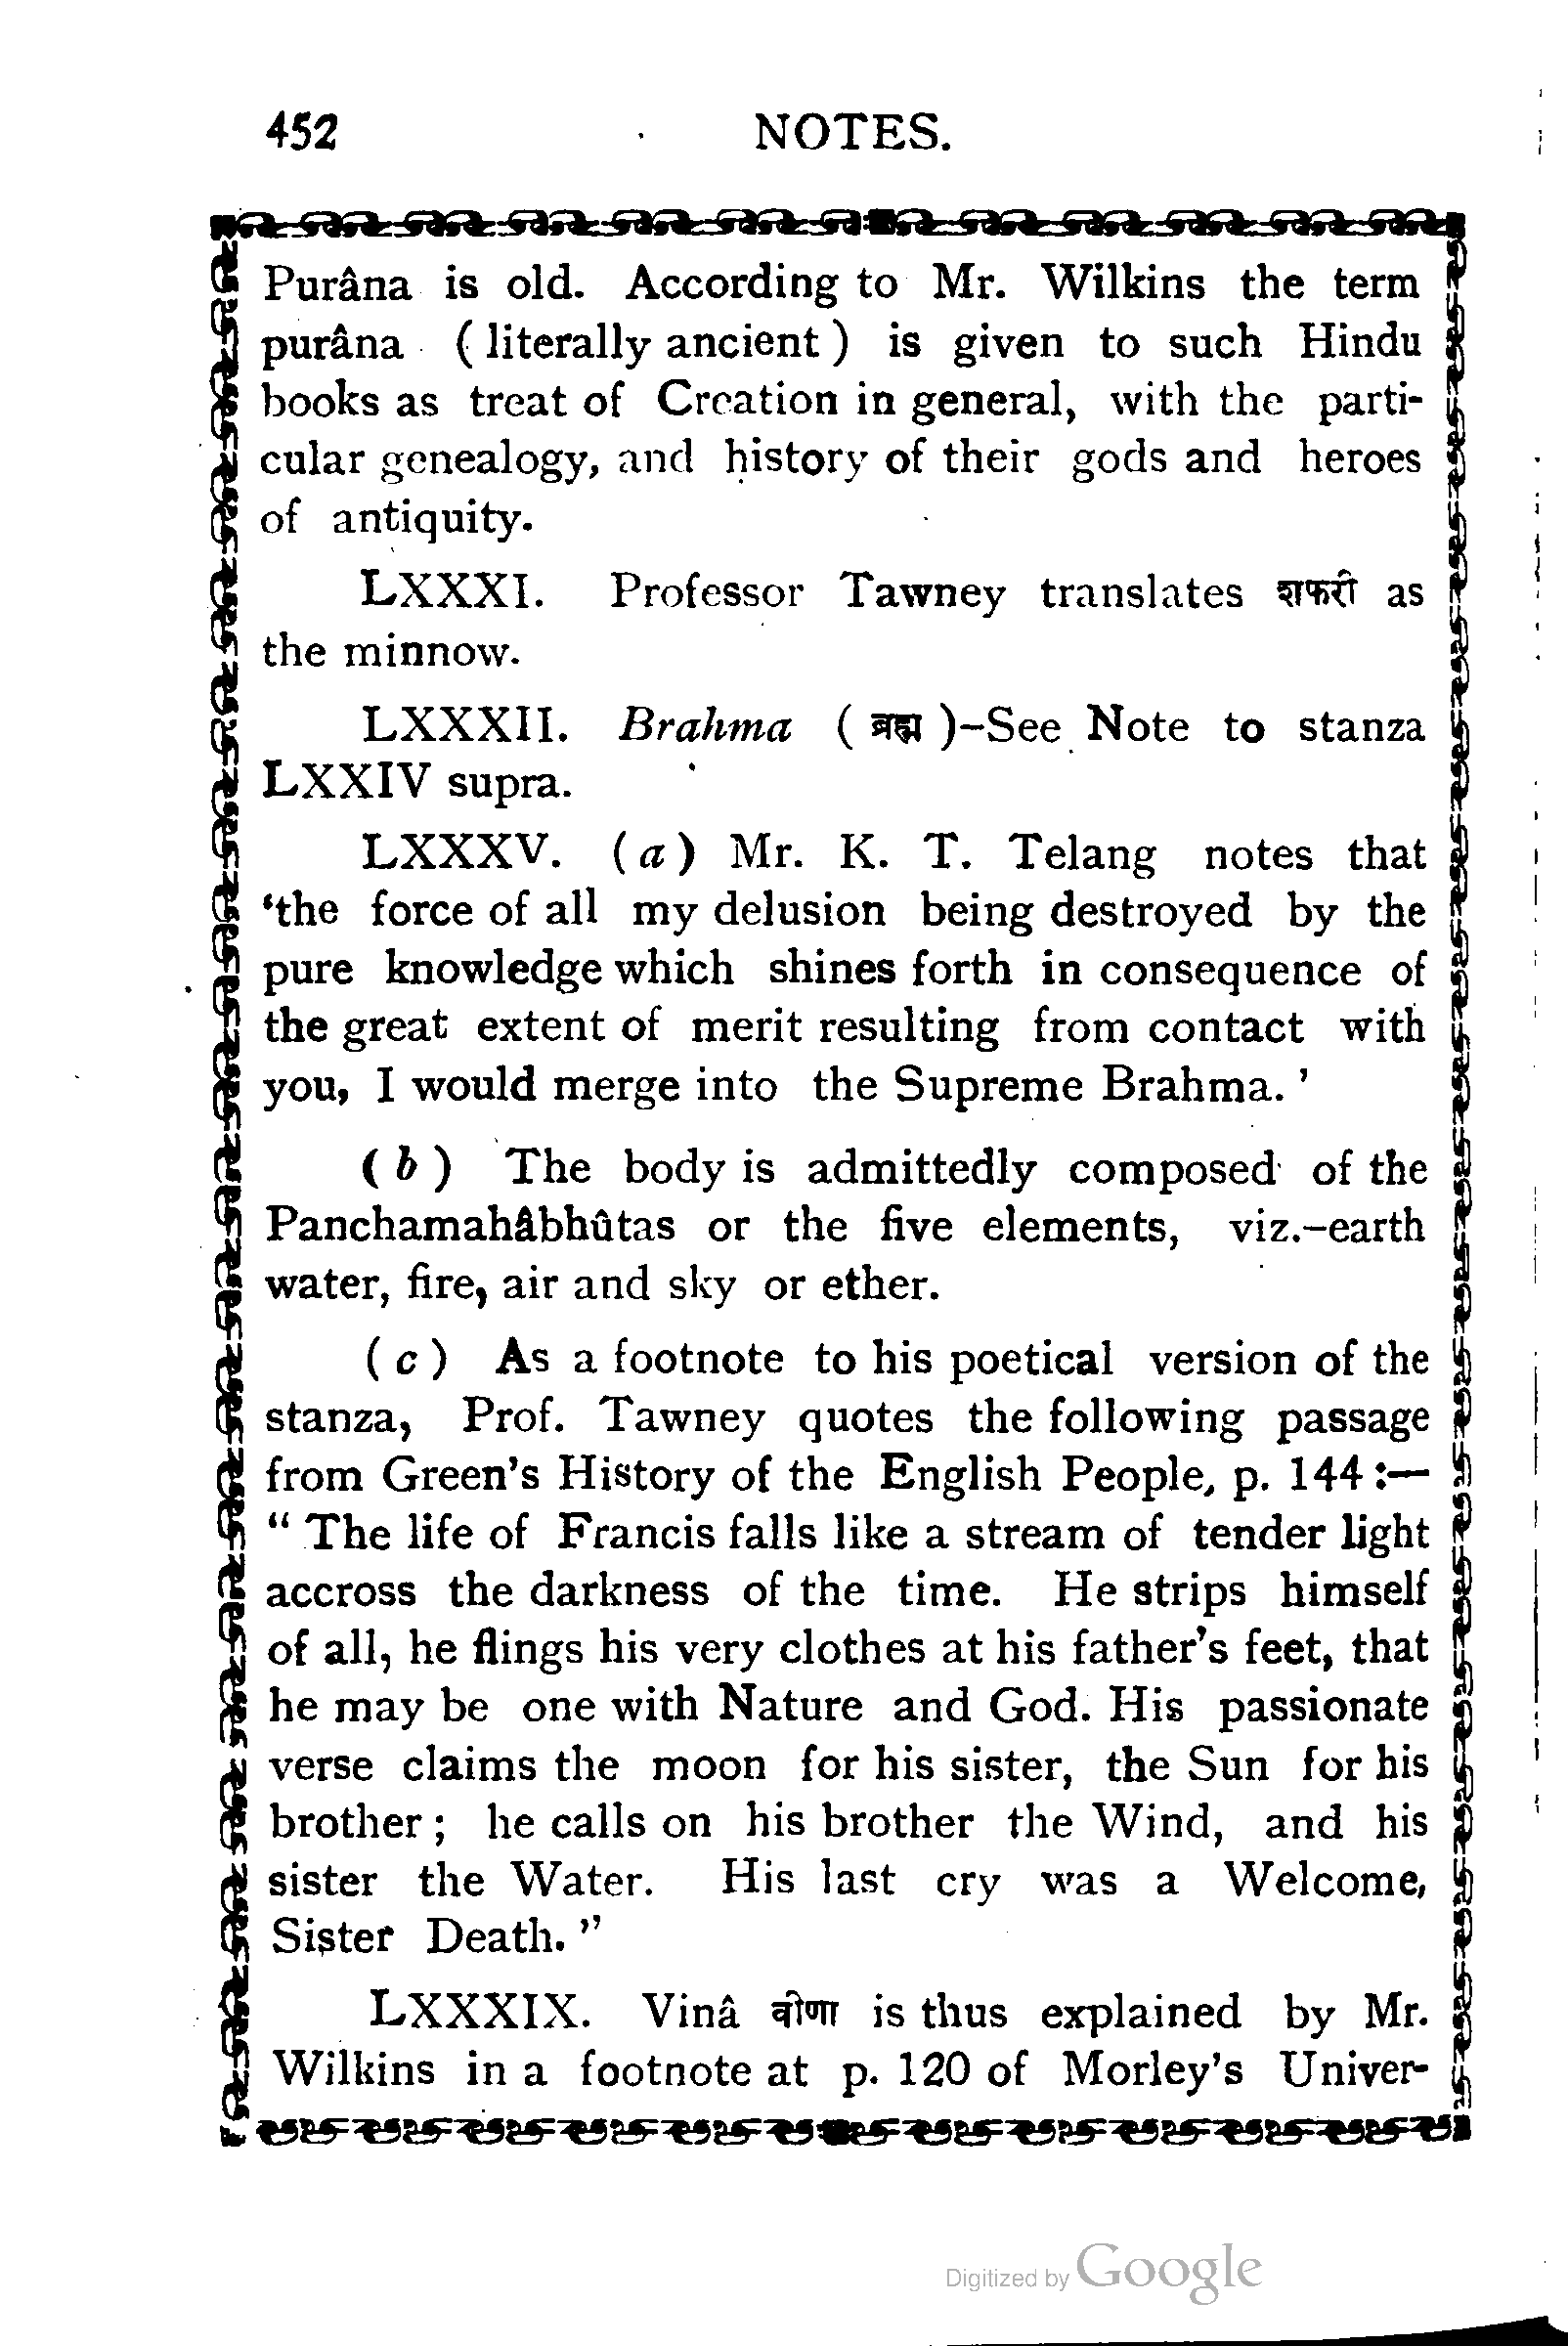 452 NOTES.
Purâna is old. According to Mr. Wilkins the term
purâna ( literally ancient ) is given to such Hindu
books as treat of Creation in general, with the parti-
cular genealogy, and history of their gods and heroes
of antiquity.
LXXXI. Professor Tawney translates शफरी as
the minnow.
LXXXII. Brahma ( ब्रह्म )-See Note to stanza
LXXIV supra.
LXXXV. (a) Mr. K. T. Telang notes that
‘the force of all my delusion being destroyed by the
pure knowledge which shines forth in consequence of
the great extent of merit resulting from contact with
you, I would merge into the Supreme Brahma. ’
( b ) The body is admittedly composed of the
Panchamahâbhûtas or the five elements, viz.-earth
water, fire, air and sky or ether.
( c ) As a footnote to his poetical version of the
stanza, Prof. Tawney quotes the following passage
from Green’s History of the English People, p. 144 :—
“ The life of Francis falls like a stream of tender light
accross the darkness of the time. He strips himself
of all, he flings his very clothes at his father’s feet, that
he may be one with Nature and God. His passionate
verse claims the moon for his sister, the Sun for his
brother ; he calls on his brother the Wind, and his
sister the Water. His last cry was a Welcome,
Sister Death. ”
LXXXIX. Vinâ वीणा is thus explained by Mr.
Wilkins in a footnote at p. 120 of Morley’s Univer-
Digitized by Google